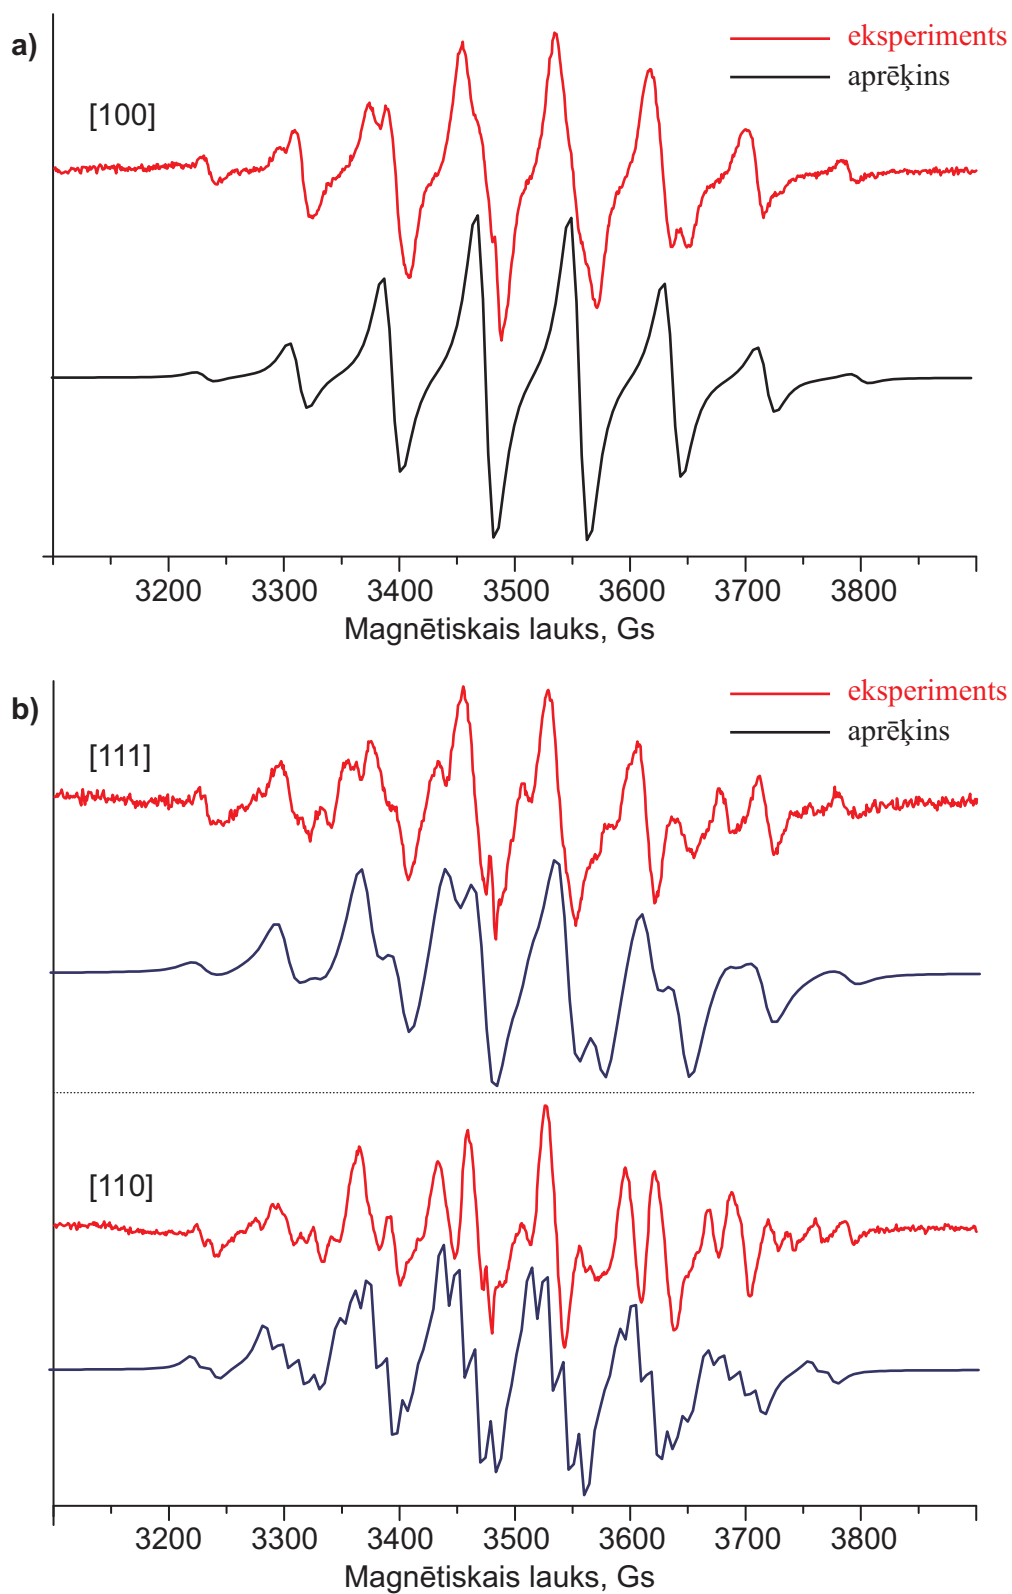 a)
eksperiments
aprēķins
[100]
3200 3300 3400 3500 3600 3700 3800
Magnētiskais lauks, Gs
b)
eksperiments
aprēķins
[111]
[110]
3200 3300 3400 3500 3600 3700 3800
Magnētiskais lauks, Gs